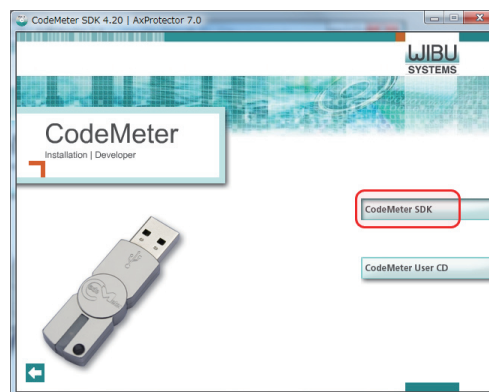 CodeMeter SDK 4.20 | AxProtector 7.0
WIBU
SYSTEMS
CodeMeter
Installation | Developer
CodeMeter SDK
CodeMeter User CD